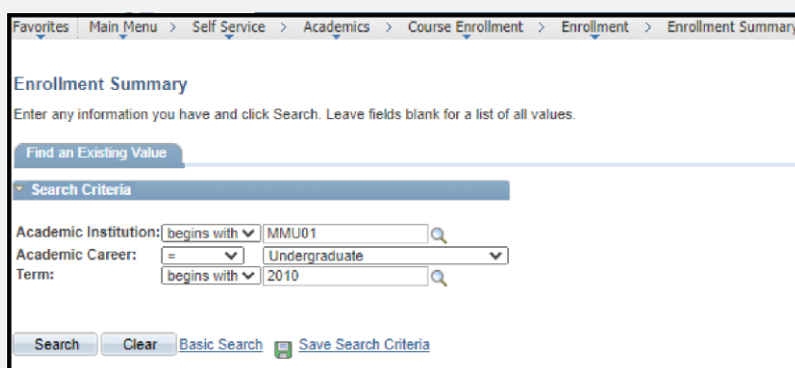 Favorites Main Menu > Self Service > Academics > Course Enrollment > Enrollment > Enrollment Summary
Enrollment Summary
Enter any information you have and click Search. Leave fields blank for a list of all values.
Find an Existing Value
Search Criteria
Academic Institution: begins with MMU01
Academic Career: = Undergraduate
Term: begins with 2010
Search Clear Basic Search Save Search Criteria